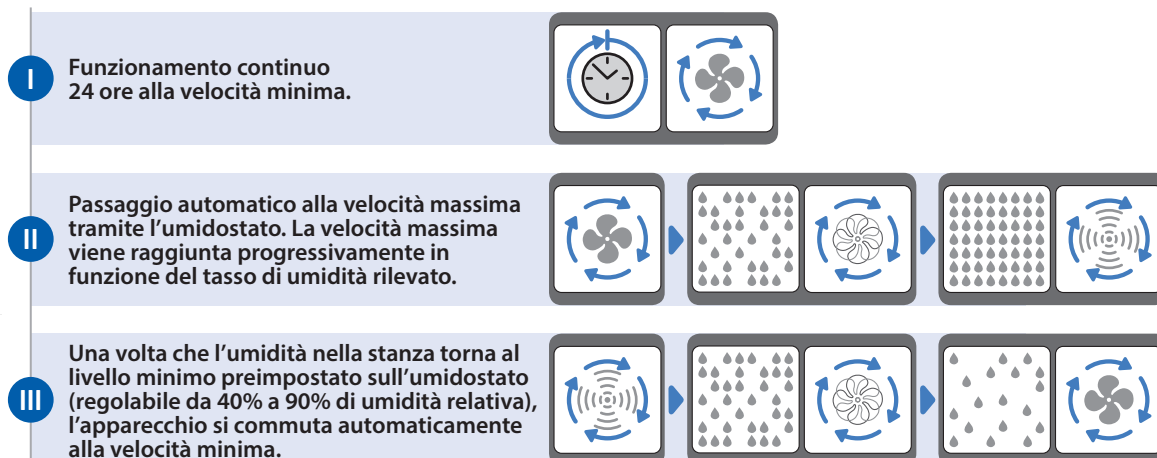 I
Funzionamento continuo
24 ore alla velocità minima.
II
Passaggio automatico alla velocità massima
tramite l’umidostato. La velocità massima
viene raggiunta progressivamente in
funzione del tasso di umidità rilevato.
III
Una volta che l’umidità nella stanza torna al
livello minimo preimpostato sull’umidostato
(regolabile da 40% a 90% di umidità relativa),
l’apparecchio si commuta automaticamente
alla velocità minima.